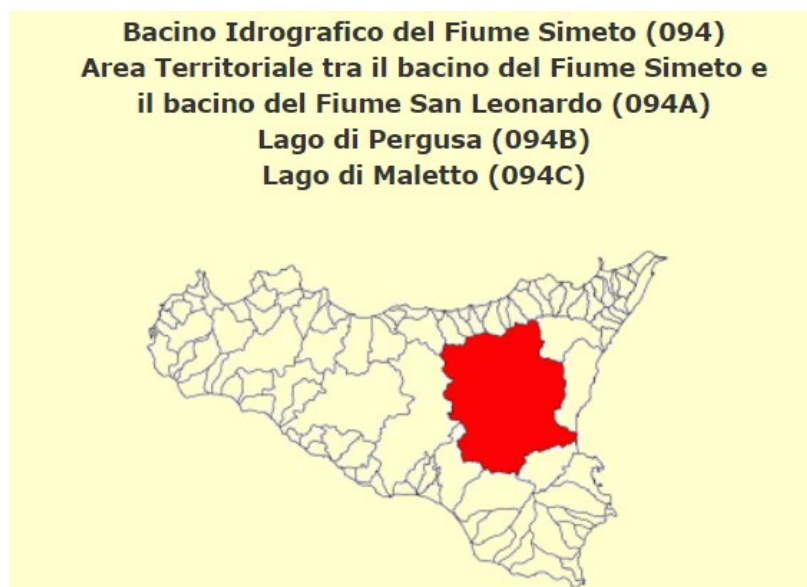 Bacino Idrografico del Fiume Simeto (094)
Area Territoriale tra il bacino del Fiume Simeto e
il bacino del Fiume San Leonardo (094A)
Lago di Pergusa (094B)
Lago di Maletto (094C)